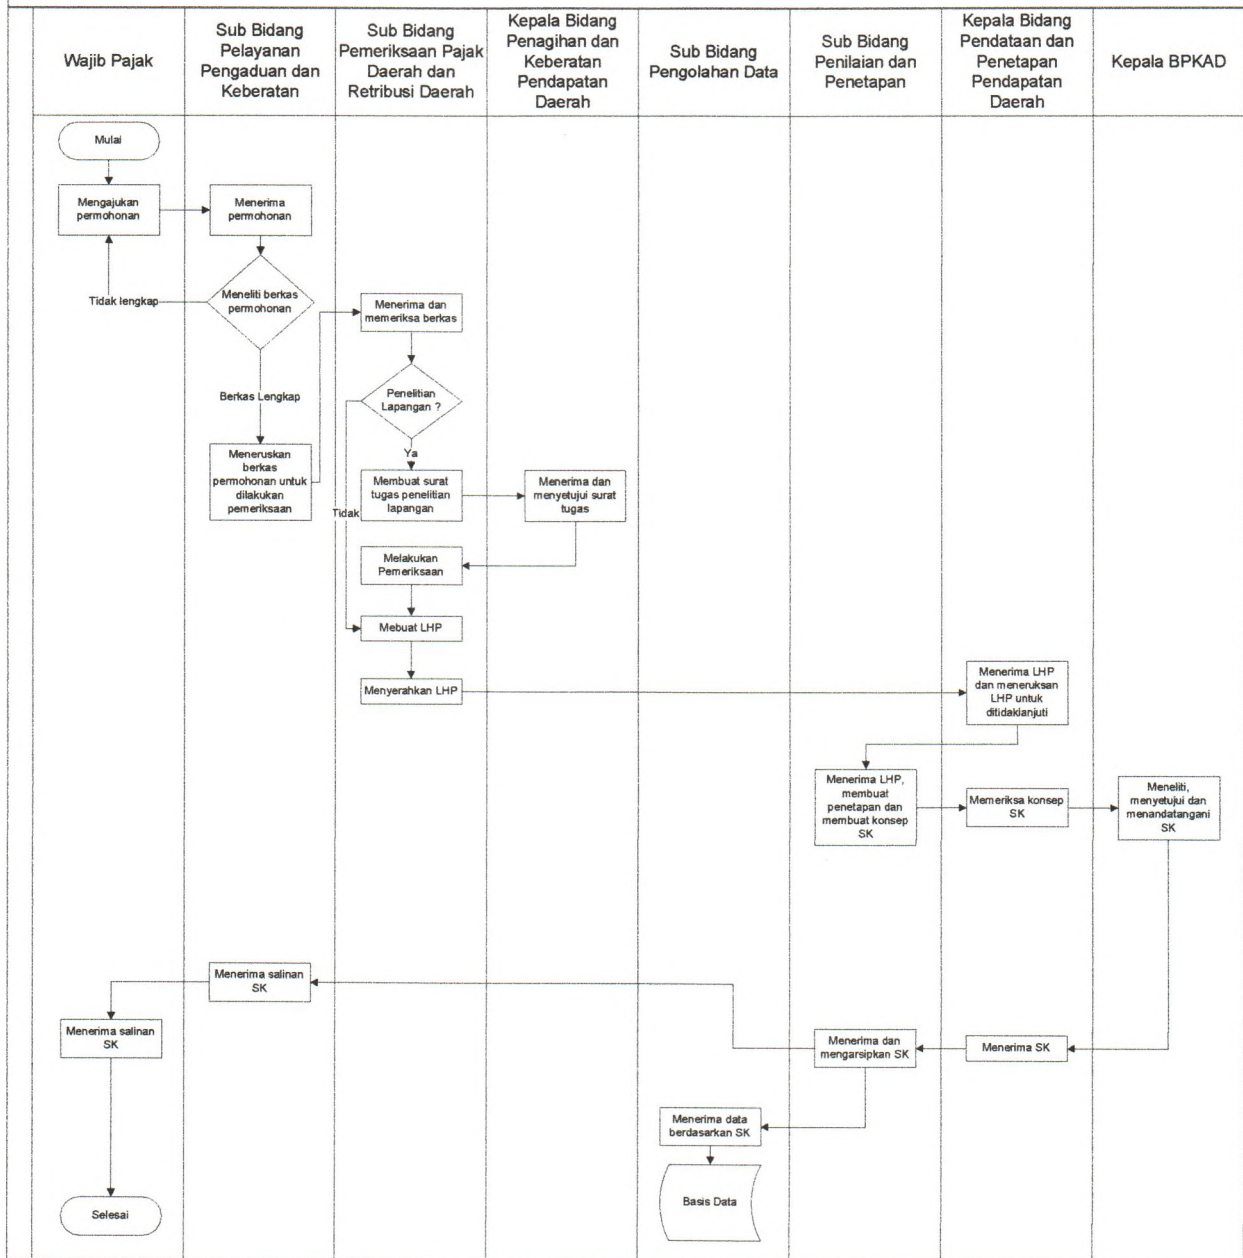 Wajib Pajak
Sub Bidang
Pelayanan
Pengaduan dan
Keberatan
Sub Bidang
Pemeriksaan Pajak
Daerah dan
Retribusi Daerah
Kepala Bidang
Penagihan dan
Keberatan
Pendapatan
Daerah
Sub Bidang
Pengolahan Data
Sub Bidang
Penilaian dan
Penetapan
Kepala Bidang
Pendataan dan
Penetapan
Pendapatan
Daerah
Kepala BPKAD
Mulai
Mengajukan
permohonan
Menerima
permohonan
Tidak lengkap
Meneliti berkas
permohonan
Menerima dan
memeriksa berkas
Berkas Lengkap
Penelitian
Lapangan ?
Ya
Meneruskan
berkas
permohonan untuk
dilakukan
pemeriksaan
Tidak
Membuat surat
tugas penelitian
lapangan
Menerima dan
menyetujui surat
tugas
Melakukan
Pemeriksaan
Mebuat LHP
Menyerahkan LHP
Menerima LHP
dan meneruksan
LHP untuk
ditidaklanjuti
Menerima LHP,
membuat
penetapan dan
membuat konsep
SK
Memeriksa konsep
SK
Meneliti,
menyetujui dan
menandatangani
SK
Menerima salinan
SK
Menerima salinan
SK
Menerima dan
mengarsipkan SK
Menerima SK
Menerima data
berdasarkan SK
Basis Data
Selesai